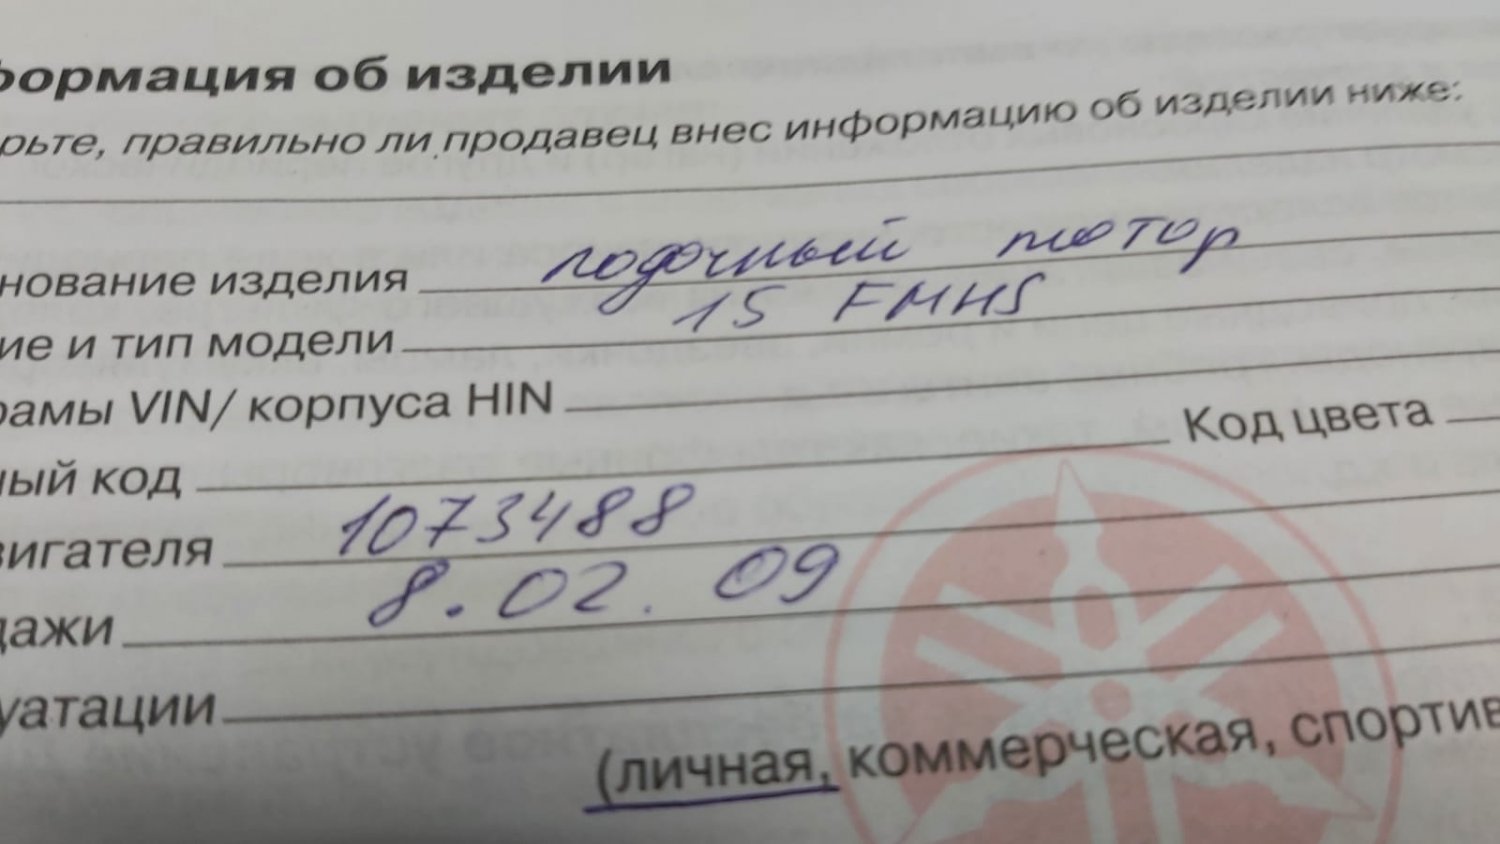 формация об изделии
рьте, правильно ли продавец внес информацию об изделии ниже:
нование изделия лодочный мотор
ие и тип модели 15 FMHS
рамы VIN/ корпуса HIN
ный код Код цвета
вигателя 1073488
дажи 8.02.09
уатации
(личная, коммерческая, спортив